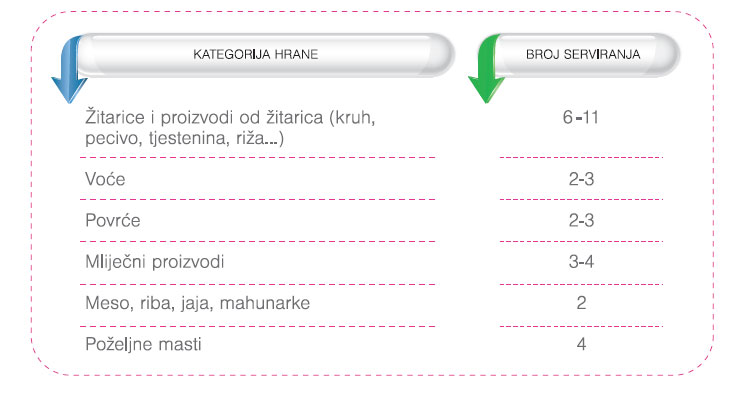 KATEGORIJA HRANE
BROJ SERVIRANJA
Žitarice i proizvodi od žitarica (kruh,
pecivo, tjestenina, riža...)
6-11
Voće
2-3
Povrće
2-3
Mliječni proizvodi
3-4
Meso, riba, jaja, mahunarke
2
Poželjne masti
4